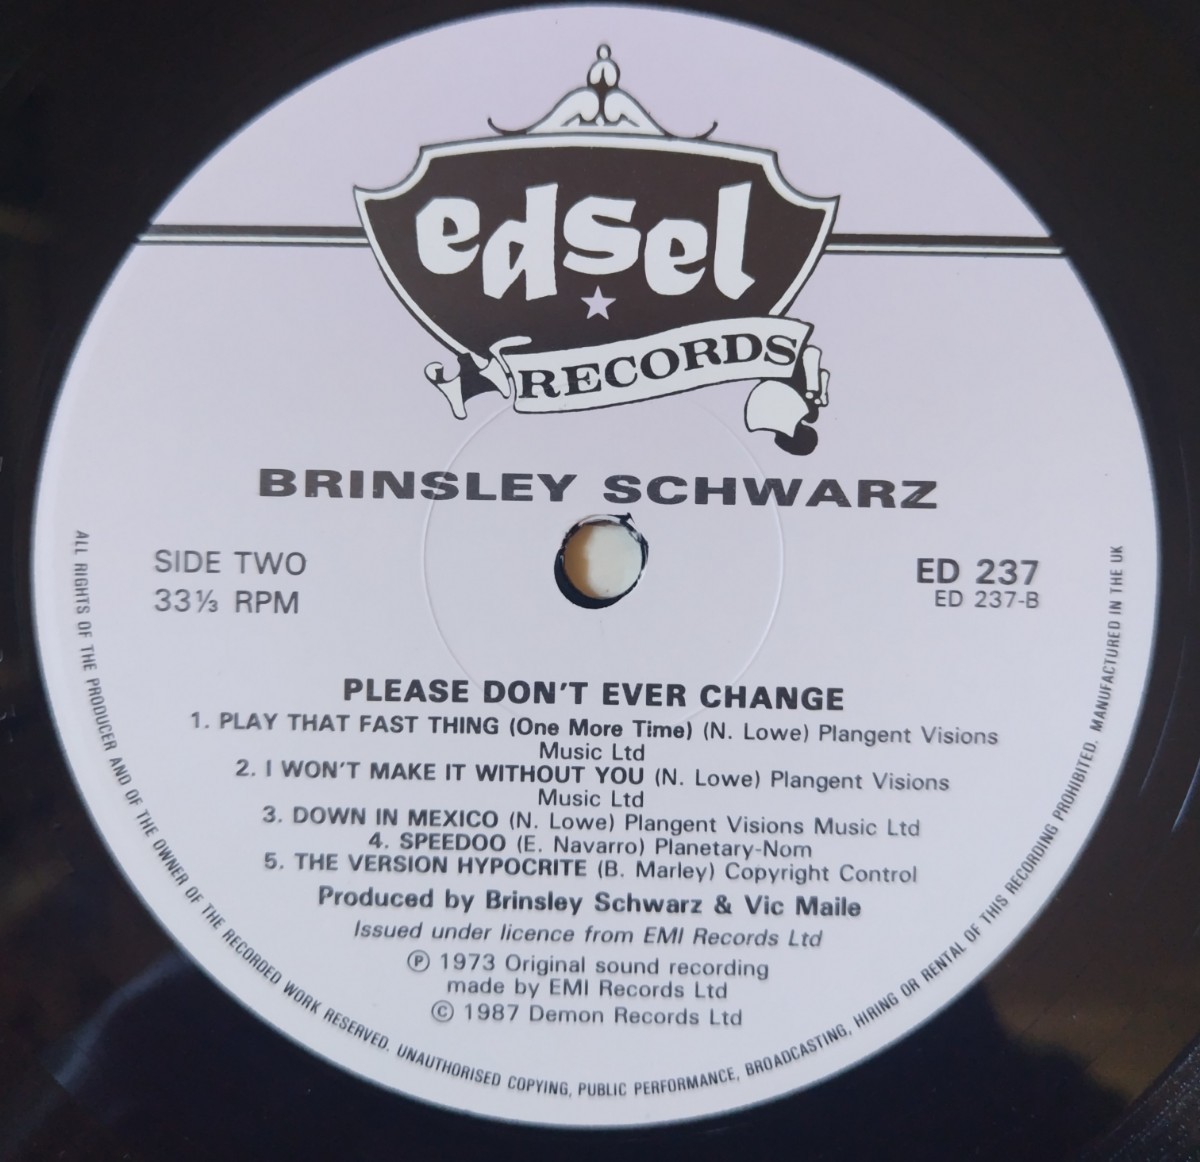 edsel
RECORDS
BRINSLEY SCHWARZ
SIDE TWO
33⅓ RPM
ED 237
ED 237-B
PLEASE DON'T EVER CHANGE
1. PLAY THAT FAST THING (One More Time) (N. Lowe) Plangent Visions
Music Ltd
2. I WON'T MAKE IT WITHOUT YOU (N. Lowe) Plangent Visions
Music Ltd
3. DOWN IN MEXICO (N. Lowe) Plangent Visions Music Ltd
4. SPEEDOO (E. Navarro) Planetary-Nom
5. THE VERSION HYPOCRITE (B. Marley) Copyright Control
Produced by Brinsley Schwarz & Vic Maile
Issued under licence from EMI Records Ltd
Ⓟ 1973 Original sound recording
made by EMI Records Ltd
© 1987 Demon Records Ltd
ALL RIGHTS OF THE PRODUCER AND OF THE OWNER OF THE RECORDED WORK RESERVED. UNAUTHORISED COPYING, PUBLIC PERFORMANCE, BROADCASTING, HIRING OR RENTAL OF THIS RECORDING PROHIBITED. MANUFACTURED IN THE UK